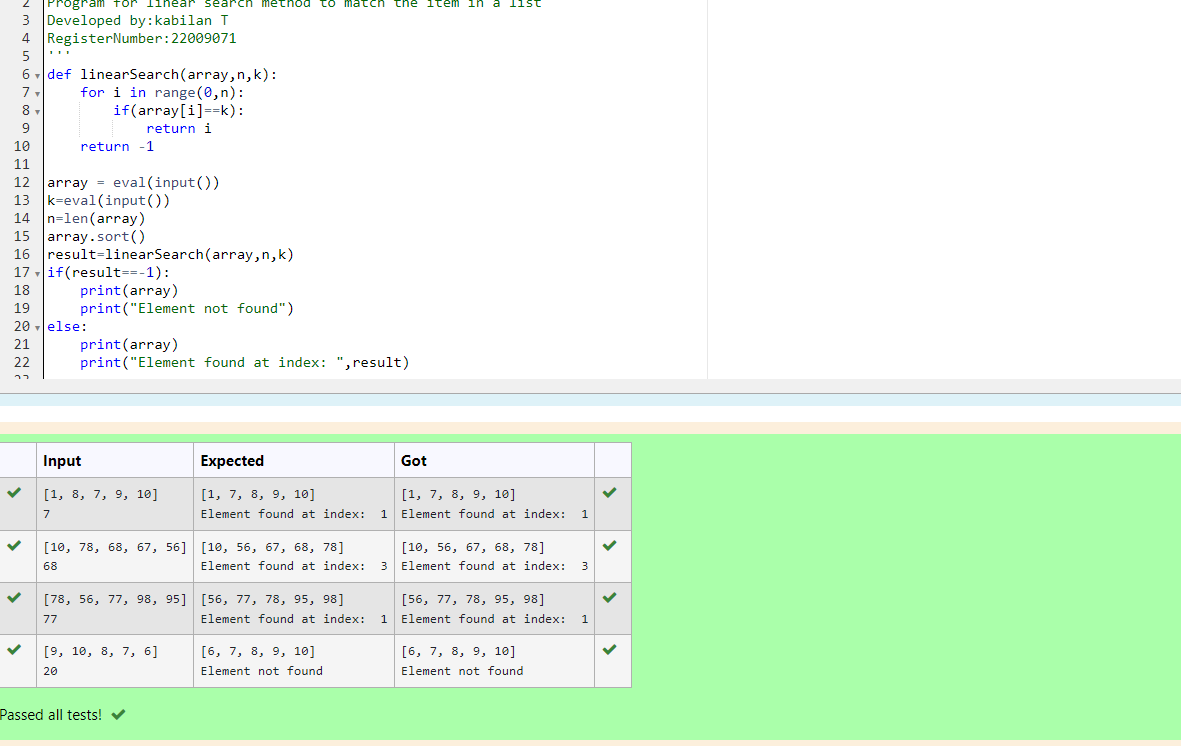 2 Program for linear search method to match the item in a list
3 Developed by:kabilan T
4 RegisterNumber:22009071
5 '''
6 def linearSearch(array,n,k):
7     for i in range(0,n):
8         if(array[i]==k):
9             return i
10     return -1
11
12 array = eval(input())
13 k=eval(input())
14 n=len(array)
15 array.sort()
16 result=linearSearch(array,n,k)
17 if(result==-1):
18     print(array)
19     print("Element not found")
20 else:
21     print(array)
22     print("Element found at index: ",result)
23
Input Expected Got
[1, 8, 7, 9, 10] [1, 7, 8, 9, 10] [1, 7, 8, 9, 10]
7 Element found at index:  1 Element found at index:  1
[10, 78, 68, 67, 56] [10, 56, 67, 68, 78] [10, 56, 67, 68, 78]
68 Element found at index:  3 Element found at index:  3
[78, 56, 77, 98, 95] [56, 77, 78, 95, 98] [56, 77, 78, 95, 98]
77 Element found at index:  1 Element found at index:  1
[9, 10, 8, 7, 6] [6, 7, 8, 9, 10] [6, 7, 8, 9, 10]
20 Element not found Element not found
Passed all tests!